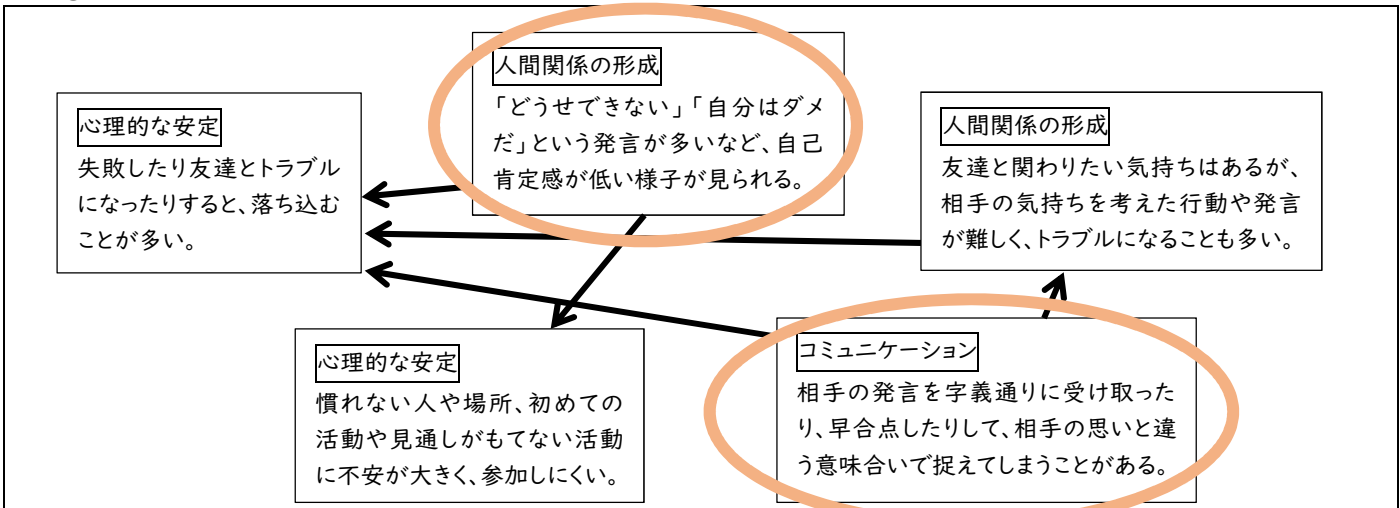 人間関係の形成
「どうせできない」「自分はダメ
だ」という発言が多いなど、自己
肯定感が低い様子が見られる。
心理的な安定
失敗したり友達とトラブル
になったりすると、落ち込む
ことが多い。
人間関係の形成
友達と関わりたい気持ちはあるが、
相手の気持ちを考えた行動や発言
が難しく、トラブルになることも多い。
心理的な安定
慣れない人や場所、初めての
活動や見通しがもてない活動
に不安が大きく、参加しにくい。
コミュニケーション
相手の発言を字義通りに受け取った
り、早合点したりして、相手の思いと違
う意味合いで捉えてしまうことがある。